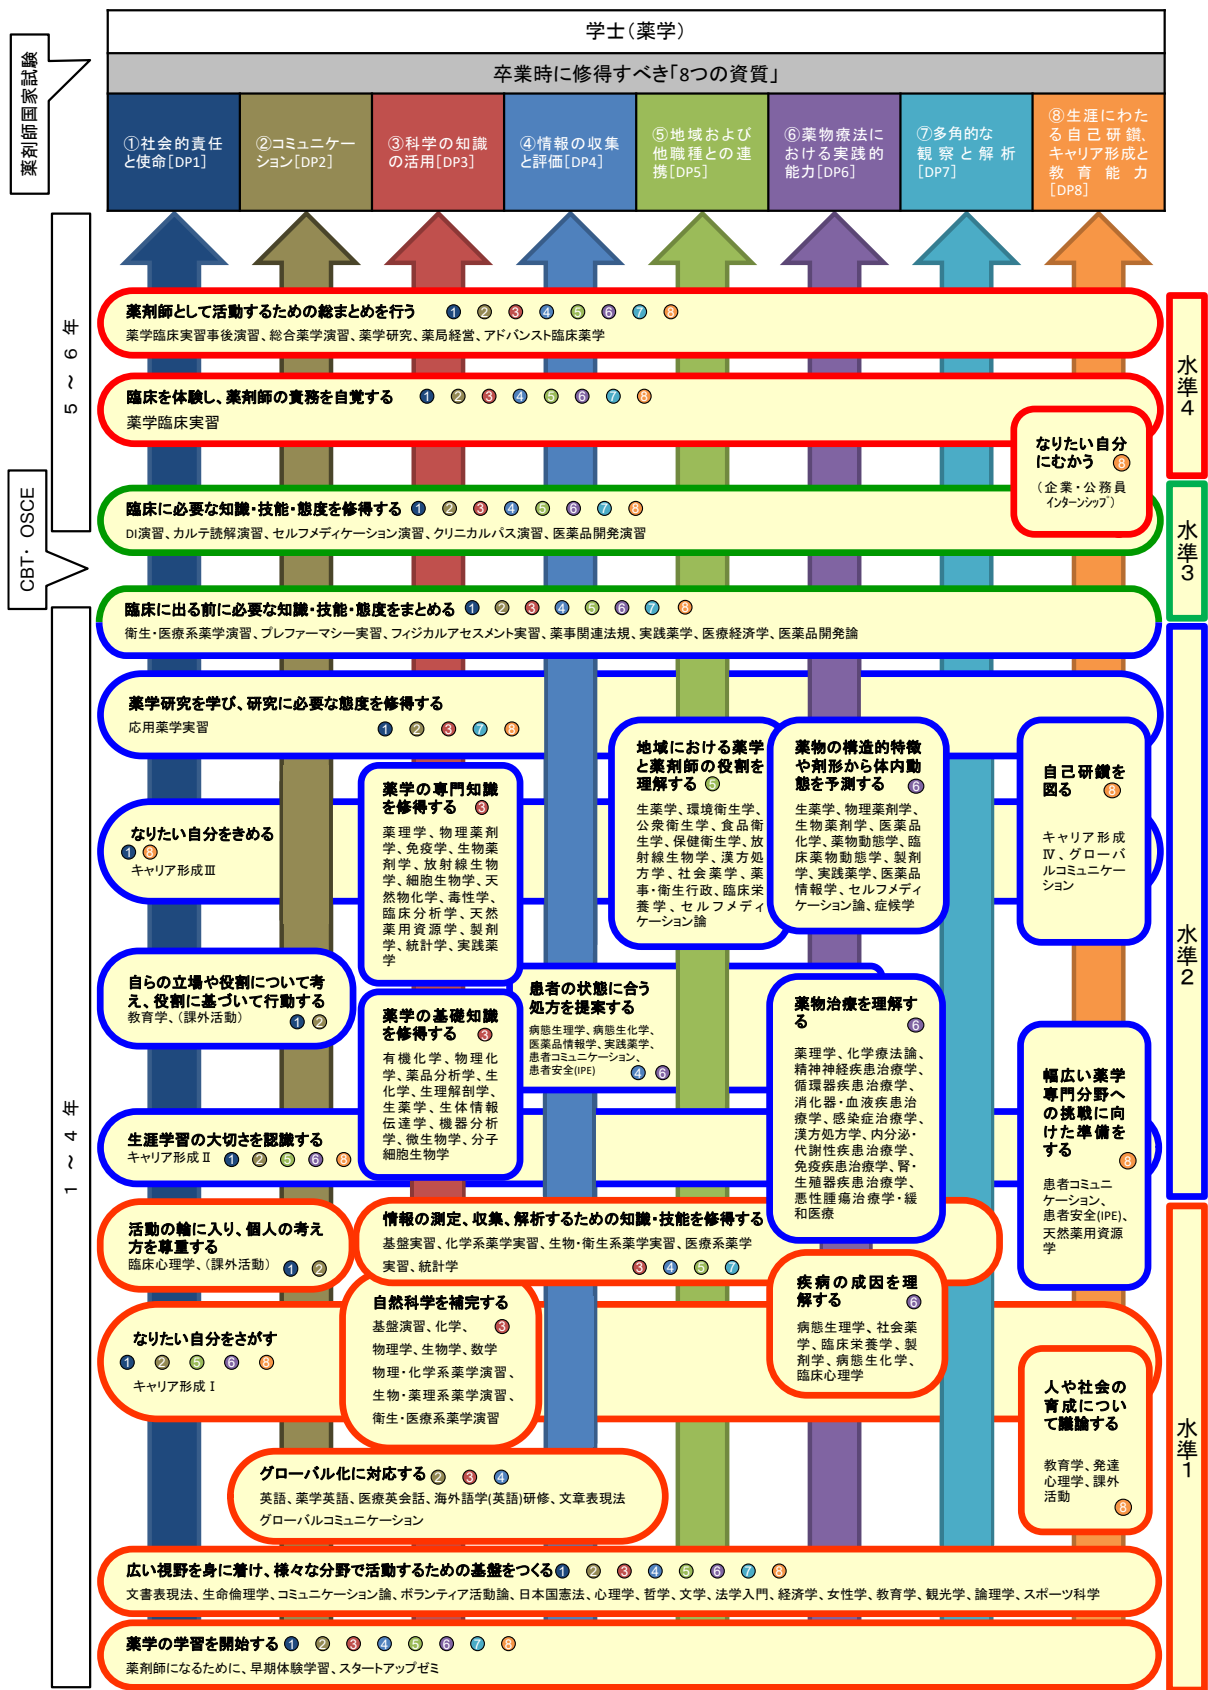 学士（薬学）
卒業時に修得すべき「8つの資質」
薬剤師国家試験
①社会的責任
と使命[DP1]
②コミュニケー
ション[DP2]
③科学の知識
の活用[DP3]
④情報の収集
と評価[DP4]
⑤地域および
他職種との連
携[DP5]
⑥薬物療法に
おける実践的
能力[DP6]
⑦多角的な
観察と解析
[DP7]
⑧生涯にわた
る自己研鑽、
キャリア形成と
教育能力
[DP8]
5～6年
薬剤師として活動するための総まとめを行う 1 2 3 4 5 6 7 8
薬学臨床実習事後演習、総合薬学演習、薬学研究、薬局経営、アドバンスト臨床薬学
水準4
臨床を体験し、薬剤師の責務を自覚する 1 2 3 4 5 6 7 8
薬学臨床実習
なりたい自分
にむかう 8
（企業・公務員
インターンシップ）
CBT・OSCE
臨床に必要な知識・技能・態度を修得する 1 2 3 4 5 6 7 8
DI演習、カルテ読解演習、セルフメディケーション演習、クリニカルパス演習、医薬品開発演習
水準3
臨床に出る前に必要な知識・技能・態度をまとめる 1 2 3 4 5 6 7 8
衛生・医療系薬学演習、プレファーマシー実習、フィジカルアセスメント実習、薬事関連法規、実践薬学、医療経済学、医薬品開発論
1～4年
水準2
薬学研究を学び、研究に必要な態度を修得する
応用薬学実習 1 2 3 7 8
地域における薬学
と薬剤師の役割を
理解する 5
生薬学、環境衛生学、
公衆衛生学、食品衛
生学、保健衛生学、放
射線生物学、漢方処
方学、社会薬学、薬
事・衛生行政、臨床栄
養学、セルフメディ
ケーション論
薬物の構造的特徴
や剤形から体内動
態を予測する 6
生薬学、物理薬剤学、
生物薬剤学、医薬品
化学、薬物動態学、臨
床薬物動態学、製剤
学、実践薬学、医薬品
情報学、セルフメディ
ケーション論、症候学
自己研鑽を
図る 8
キャリア形成
Ⅳ、グローバ
ルコミュニケー
ション
薬学の専門知識
を修得する 3
薬理学、物理薬剤
学、免疫学、生物薬
剤学、放射線生物
学、細胞生物学、天
然物化学、毒性学、
臨床分析学、天然
薬用資源学、製剤
学、統計学、実践薬
学
なりたい自分をきめる
1 8
キャリア形成Ⅲ
自らの立場や役割について考
え、役割に基づいて行動する
教育学、（課外活動） 1 2
薬学の基礎知識
を修得する 3
有機化学、物理化
学、薬品分析学、生
化学、生理解剖学、
生薬学、生体情報
伝達学、機器分析
学、微生物学、分子
細胞生物学
患者の状態に合う
処方を提案する
病態生理学、病態生化学、
医薬品情報学、実践薬学、
患者コミュニケーション、
患者安全(IPE) 4 6
薬物治療を理解す
る 6
薬理学、化学療法論、
精神神経疾患治療学、
循環器疾患治療学、
消化器・血液疾患治
療学、感染症治療学、
漢方処方学、内分泌・
代謝性疾患治療学、
免疫疾患治療学、腎・
生殖器疾患治療学、
悪性腫瘍治療学・緩
和医療
幅広い薬学
専門分野へ
の挑戦に向
けた準備を
する 8
患者コミュニ
ケーション、
患者安全(IPE)、
天然薬用資源
学
生涯学習の大切さを認識する
キャリア形成Ⅱ 1 2 5 6 8
水準1
活動の輪に入り、個人の考え
方を尊重する
臨床心理学、（課外活動） 1 2
情報の測定、収集、解析するための知識・技能を修得する
基盤実習、化学系薬学実習、生物・衛生系薬学実習、医療系薬学
実習、統計学 3 4 5 7
疾病の成因を理
解する 6
病態生理学、社会薬
学、臨床栄養学、製
剤学、病態生化学、
臨床心理学
自然科学を補完する
基盤演習、化学、 3
物理学、生物学、数学
物理・化学系薬学演習、
生物・薬理系薬学演習、
衛生・医療系薬学演習
なりたい自分をさがす
1 2 5 6 8
キャリア形成Ⅰ
人や社会の
育成につい
て議論する
教育学、発達
心理学、課外
活動 8
グローバル化に対応する 2 3 4
英語、薬学英語、医療英会話、海外語学(英語)研修、文章表現法
グローバルコミュニケーション
広い視野を身に着け、様々な分野で活動するための基盤をつくる 1 2 3 4 5 6 7 8
文書表現法、生命倫理学、コミュニケーション論、ボランティア活動論、日本国憲法、心理学、哲学、文学、法学入門、経済学、女性学、教育学、観光学、論理学、スポーツ科学
薬学の学習を開始する 1 2 3 4 5 6 7 8
薬剤師になるために、早期体験学習、スタートアップゼミ